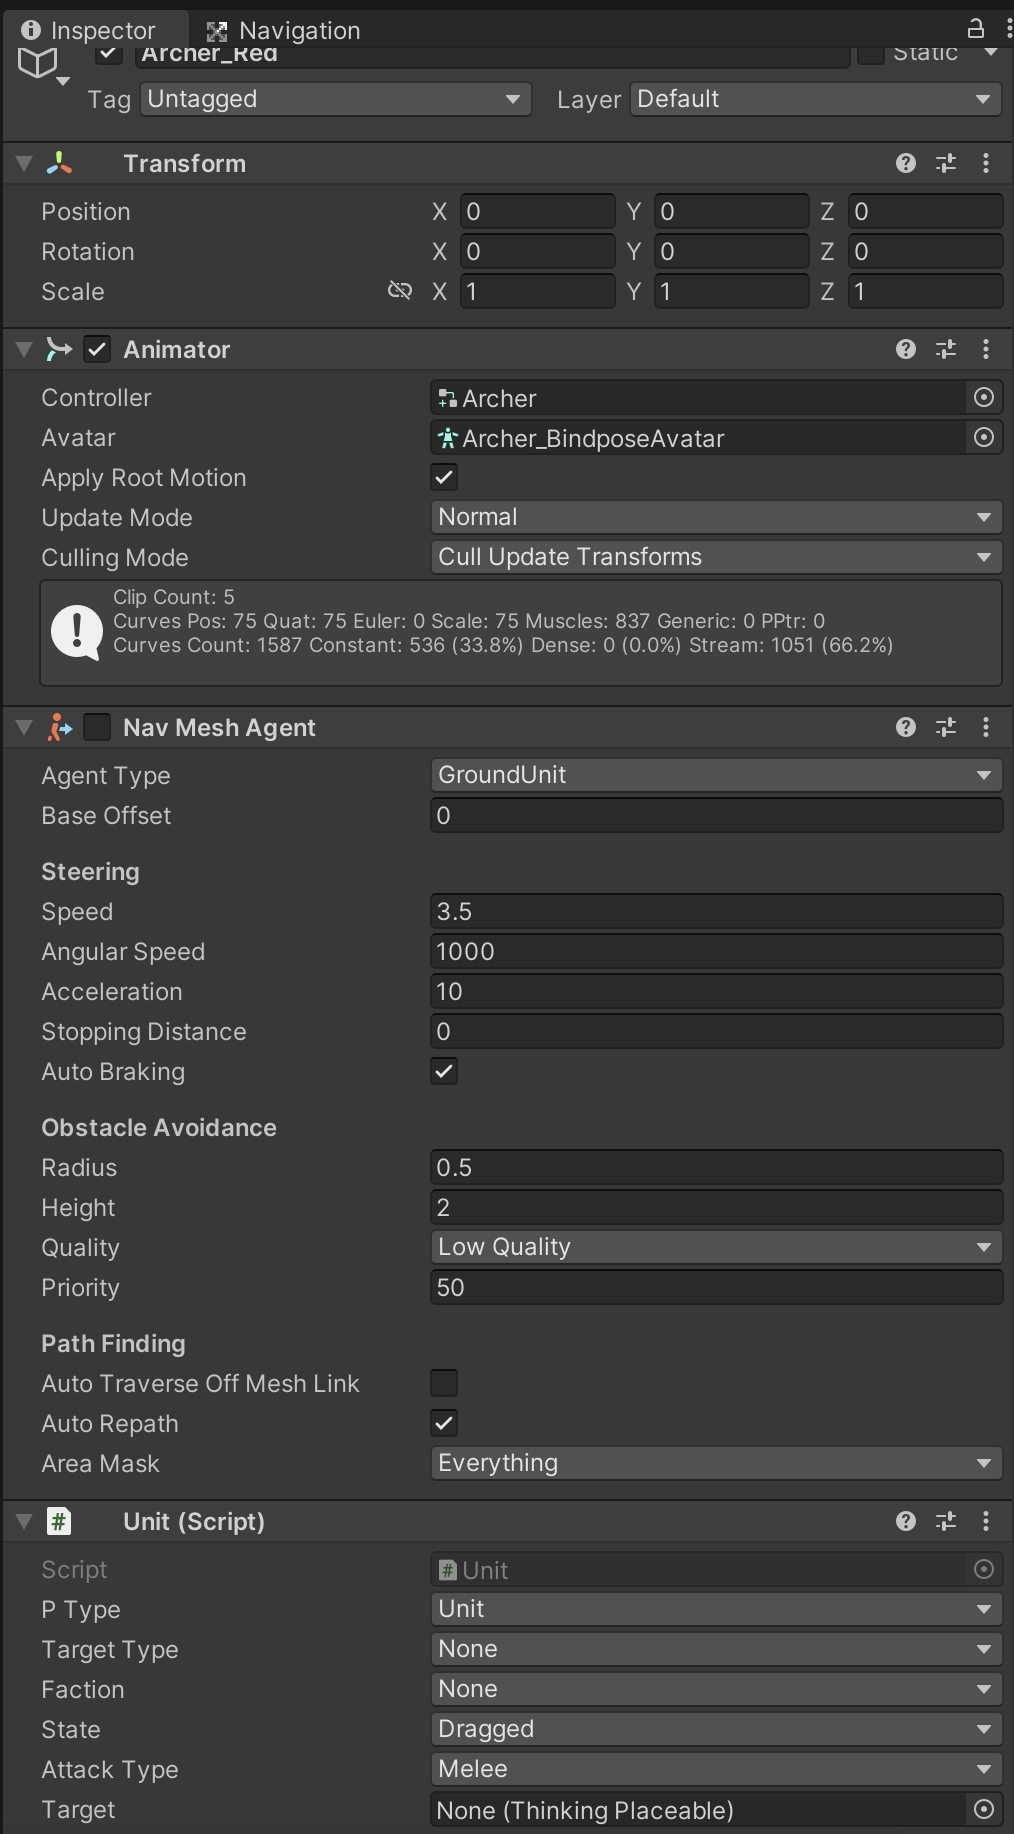 Inspector Navigation
Archer_Red Static
Tag Untagged Layer Default
Transform
Position X 0 Y 0 Z 0
Rotation X 0 Y 0 Z 0
Scale X 1 Y 1 Z 1
Animator
Controller Archer
Avatar Archer_BindposeAvatar
Apply Root Motion
Update Mode Normal
Culling Mode Cull Update Transforms
Clip Count: 5
Curves Pos: 75 Quat: 75 Euler: 0 Scale: 75 Muscles: 837 Generic: 0 PPtr: 0
Curves Count: 1587 Constant: 536 (33.8%) Dense: 0 (0.0%) Stream: 1051 (66.2%)
Nav Mesh Agent
Agent Type GroundUnit
Base Offset 0
Steering
Speed 3.5
Angular Speed 1000
Acceleration 10
Stopping Distance 0
Auto Braking
Obstacle Avoidance
Radius 0.5
Height 2
Quality Low Quality
Priority 50
Path Finding
Auto Traverse Off Mesh Link
Auto Repath
Area Mask Everything
# Unit (Script)
Script # Unit
P Type Unit
Target Type None
Faction None
State Dragged
Attack Type Melee
Target None (Thinking Placeable)